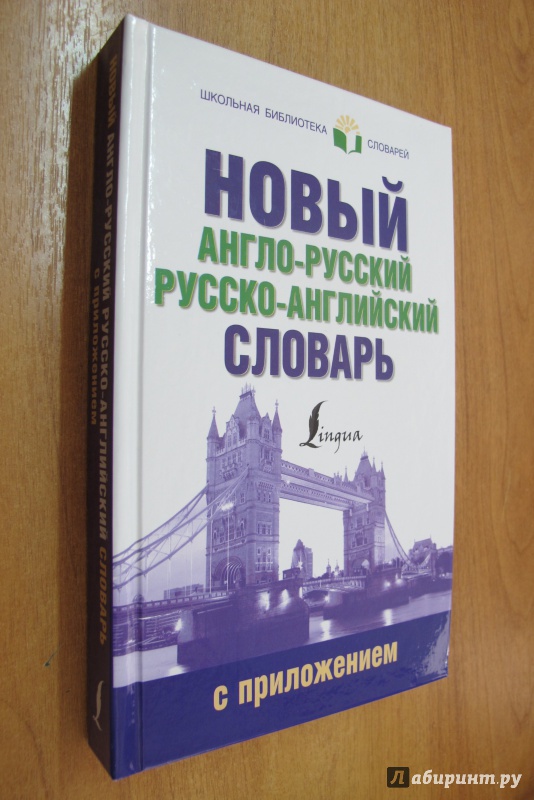 ШКОЛЬНАЯ БИБЛИОТЕКА СЛОВАРЕЙ
НОВЫЙ
АНГЛО-РУССКИЙ
РУССКО-АНГЛИЙСКИЙ
СЛОВАРЬ
Lingua
с приложением
НОВЫЙ АНГЛО-РУССКИЙ РУССКО-АНГЛИЙСКИЙ СЛОВАРЬ
с приложением
Лабиринт.ру